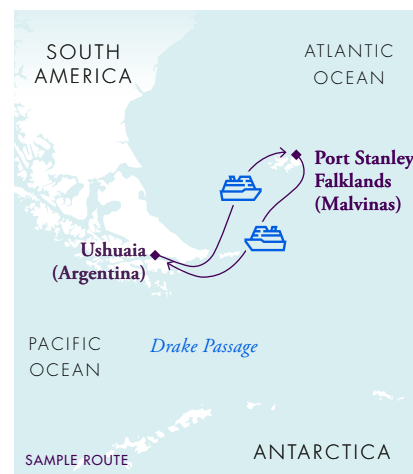 SOUTH
AMERICA
ATLANTIC
OCEAN
Port Stanley
Falklands
(Malvinas)
Ushuaia
(Argentina)
PACIFIC
OCEAN
Drake Passage
ANTARCTICA
SAMPLE ROUTE